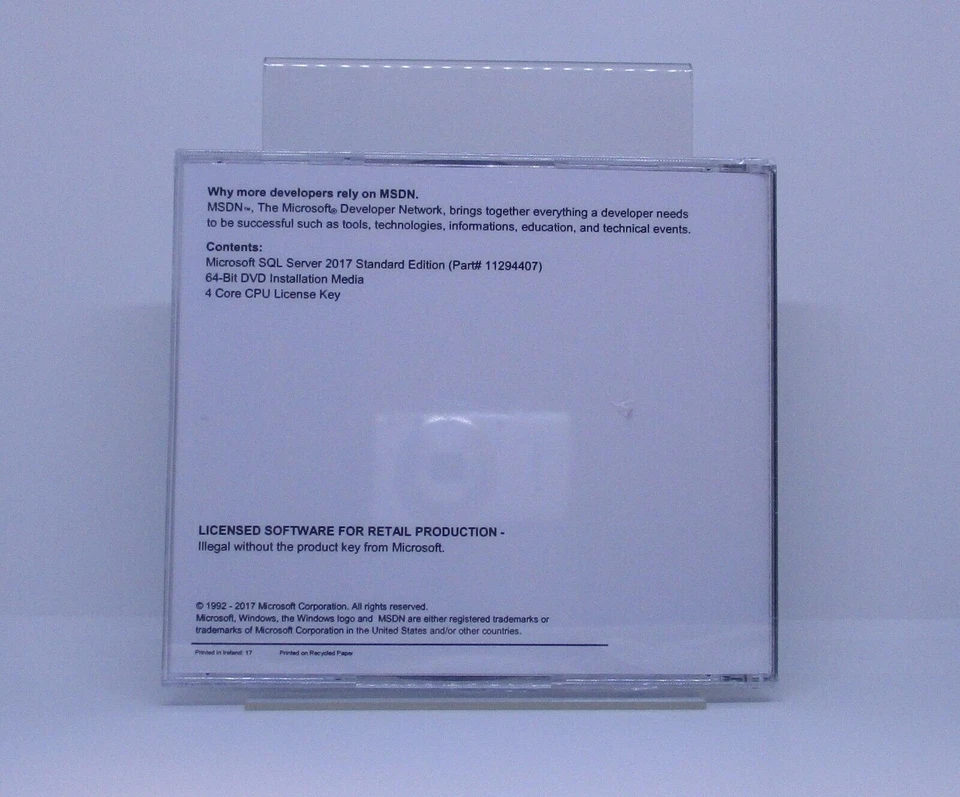 Why more developers rely on MSDN.
MSDN™, The Microsoft® Developer Network, brings together everything a developer needs
to be successful such as tools, technologies, informations, education, and technical events.
Contents:
Microsoft SQL Server 2017 Standard Edition (Part# 11294407)
64-Bit DVD Installation Media
4 Core CPU License Key
LICENSED SOFTWARE FOR RETAIL PRODUCTION -
Illegal without the product key from Microsoft.
© 1992 - 2017 Microsoft Corporation. All rights reserved.
Microsoft, Windows, the Windows logo and MSDN are either registered trademarks or
trademarks of Microsoft Corporation in the United States and/or other countries.
Printed in Ireland: 17 Printed on Recycled Paper